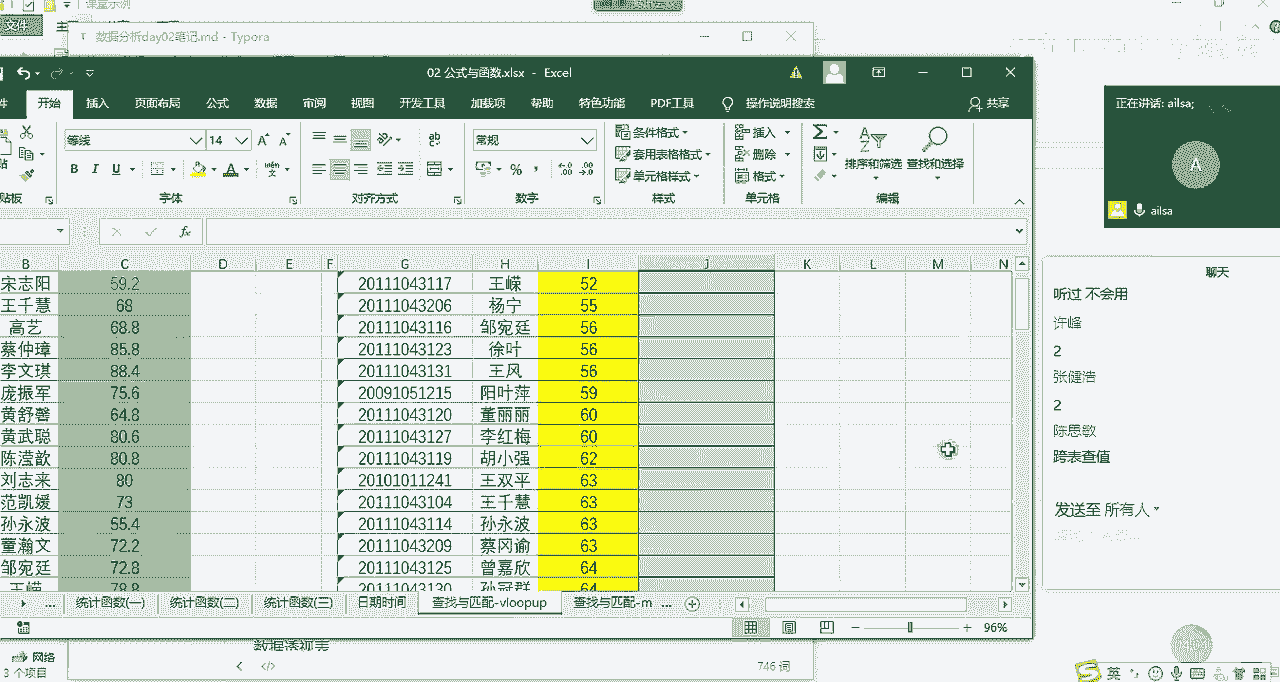 课堂示例
文件
数据分析day02笔记.md - Typora
02 公式与函数.xlsx - Excel
开始 插入 页面布局 公式 数据 审阅 视图 开发工具 加载项 帮助 特色功能 PDF工具 操作说明搜索 共享
等线 14 常规
条件格式 套用表格格式 单元格样式
插入 删除 格式
排序和筛选 查找和选择
贴板 字体 对齐方式 数字 样式 单元格 编辑
B C D E F G H I J K L M N
宋志阳 59.2 20111043117 王嵘 52
王千慧 68 20111043206 杨宁 55
高艺 68.8 20111043116 邹宛廷 56
蔡仲璋 85.8 20111043123 徐叶 56
李文琪 88.4 20111043131 王风 56
庞振军 75.6 20091051215 阳叶萍 59
黄舒馨 64.8 20111043120 董丽丽 60
黄武聪 80.6 20111043127 李红梅 60
陈滢歆 80.8 20111043119 胡小强 62
刘志来 80 20101011241 王双平 63
范凯媛 73 20111043104 王千慧 63
孙永波 55.4 20111043114 孙永波 63
董瀚文 72.2 20111043209 蔡冈谕 63
邹宛廷 72.8 20111043125 曾嘉欣 64
王嵘 78.8 20111043130 孙冠群 64
... 统计函数(一) 统计函数(二) 统计函数(三) 日期时间 查找与匹配-vloopup 查找与匹配-m ...
96%
数据透视表
746 词
网络
3 个项目
正在讲话: ailsa;
A
ailsa
聊天
听过 不会用
许峰
2
张健浩
2
陈思敏
跨表查值
发送至 所有人
英